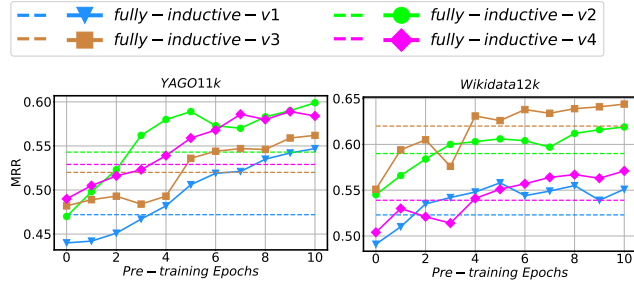 fully-inductive-v1 fully-inductive-v2
fully-inductive-v3 fully-inductive-v4
YAGO11k
MRR
0.60
0.55
0.50
0.45
0 2 4 6 8 10
Pre-training Epochs
Wikidata12k
0.65
0.60
0.55
0.50
0 2 4 6 8 10
Pre-training Epochs